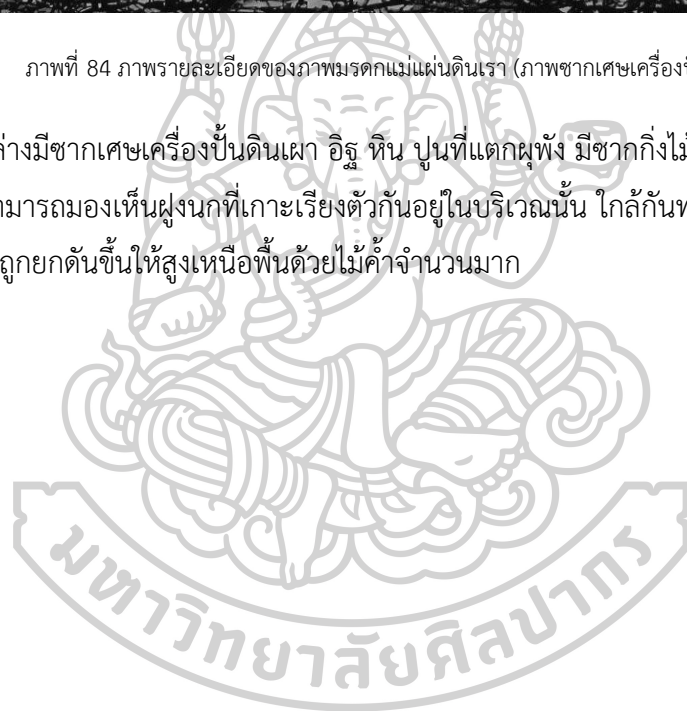 ภาพที่ 84 ภาพรายละเอียดของภาพมรดกแม่แผ่นดินเรา (ภาพซากเศษเครื่องปั
ล่างมีซากเศษเครื่องปั้นดินเผา อิฐ หิน ปูนที่แตกผุพัง มีซากกิ่งไม้
ามารถมองเห็นฝูงนกที่เกาะเรียงตัวกันอยู่ในบริเวณนั้น ใกล้กันพ
ถูกยกดันขึ้นให้สูงเหนือพื้นด้วยไม้ค้ำจำนวนมาก
มหาวิทยาลัยศิลปากร